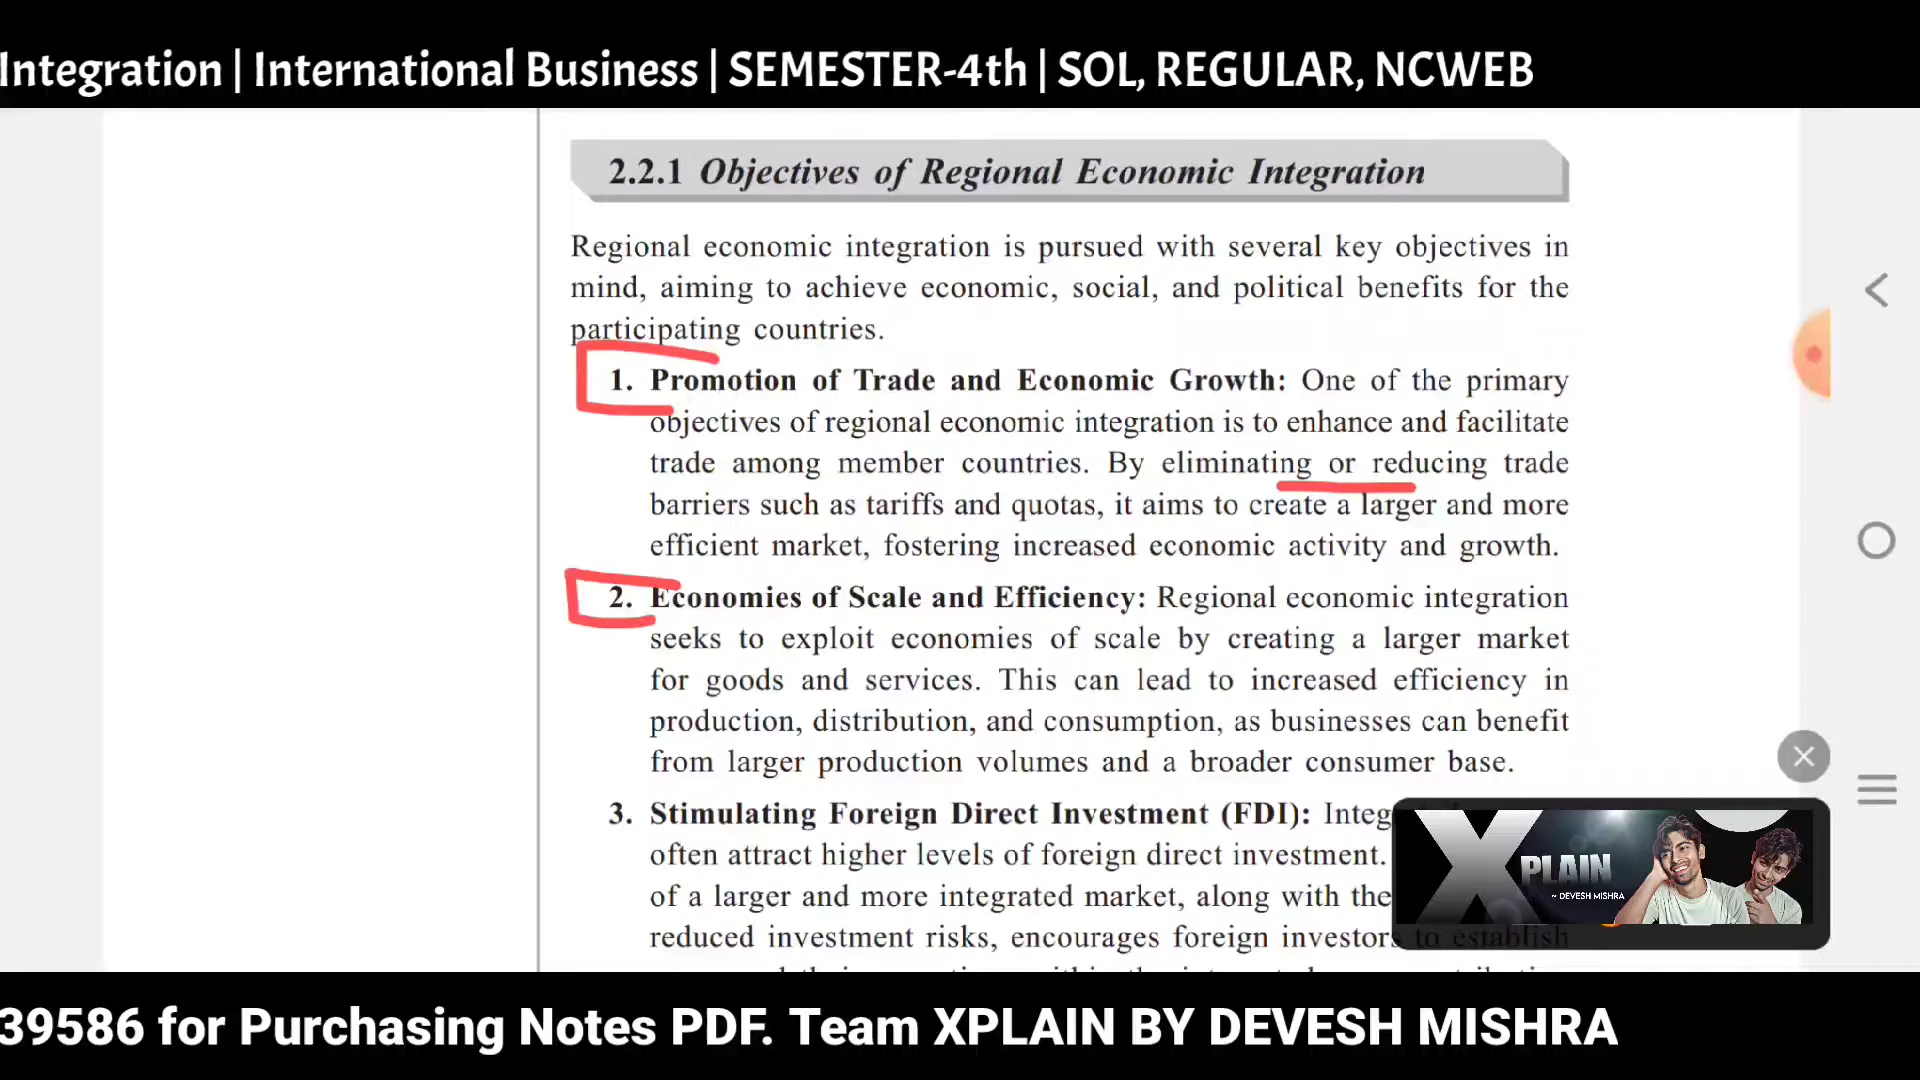 Integration | International Business | SEMESTER-4th | SOL, REGULAR, NCWEB
2.2.1 Objectives of Regional Economic Integration
Regional economic integration is pursued with several key objectives in
mind, aiming to achieve economic, social, and political benefits for the
participating countries.
1. Promotion of Trade and Economic Growth: One of the primary
objectives of regional economic integration is to enhance and facilitate
trade among member countries. By eliminating or reducing trade
barriers such as tariffs and quotas, it aims to create a larger and more
efficient market, fostering increased economic activity and growth.
2. Economies of Scale and Efficiency: Regional economic integration
seeks to exploit economies of scale by creating a larger market
for goods and services. This can lead to increased efficiency in
production, distribution, and consumption, as businesses can benefit
from larger production volumes and a broader consumer base.
3. Stimulating Foreign Direct Investment (FDI): Integ
often attract higher levels of foreign direct investment.
of a larger and more integrated market, along with the
reduced investment risks, encourages foreign investors to establish
XPLAIN
~ DEVESH MISHRA
39586 for Purchasing Notes PDF. Team XPLAIN BY DEVESH MISHRA